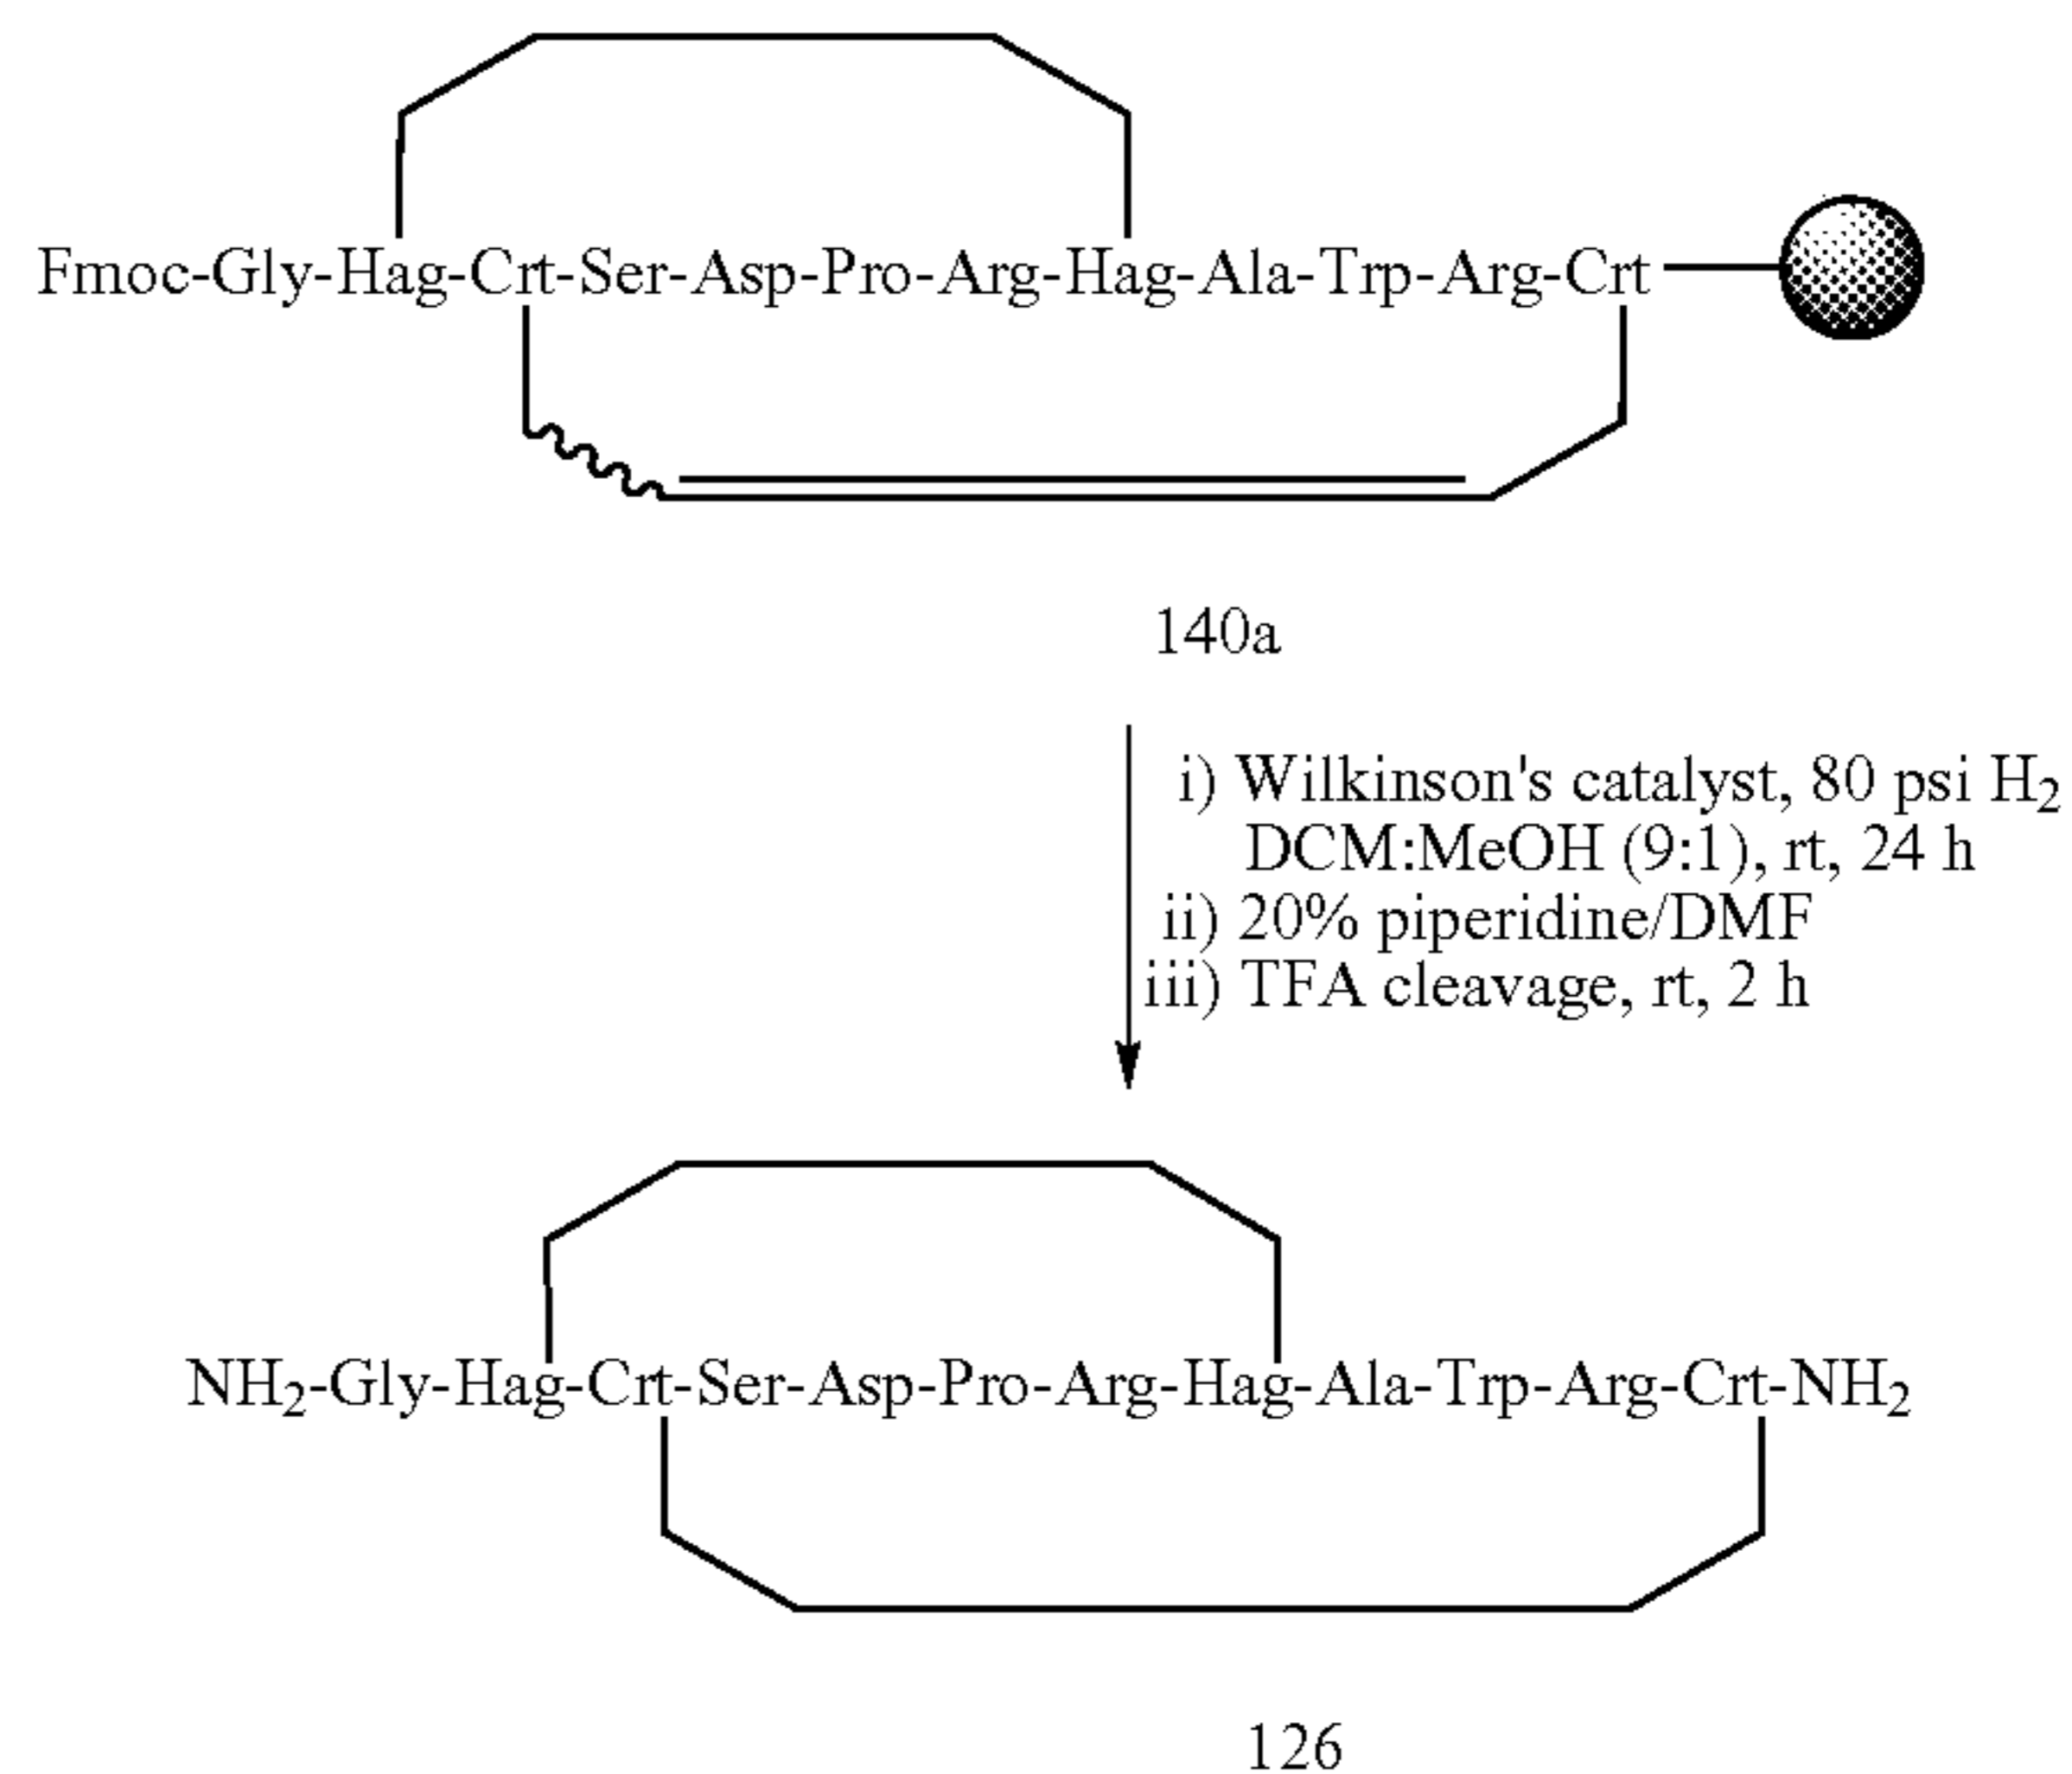 Fmoc-Gly-Hag-Crt-Ser-Asp-Pro-Arg-Hag-Ala-Trp-Arg-Crt
140a
i) Wilkinson's catalyst, 80 psi H2
DCM:MeOH (9:1), rt, 24 h
ii) 20% piperidine/DMF
iii) TFA cleavage, rt, 2 h
NH2-Gly-Hag-Crt-Ser-Asp-Pro-Arg-Hag-Ala-Trp-Arg-Crt-NH2
126